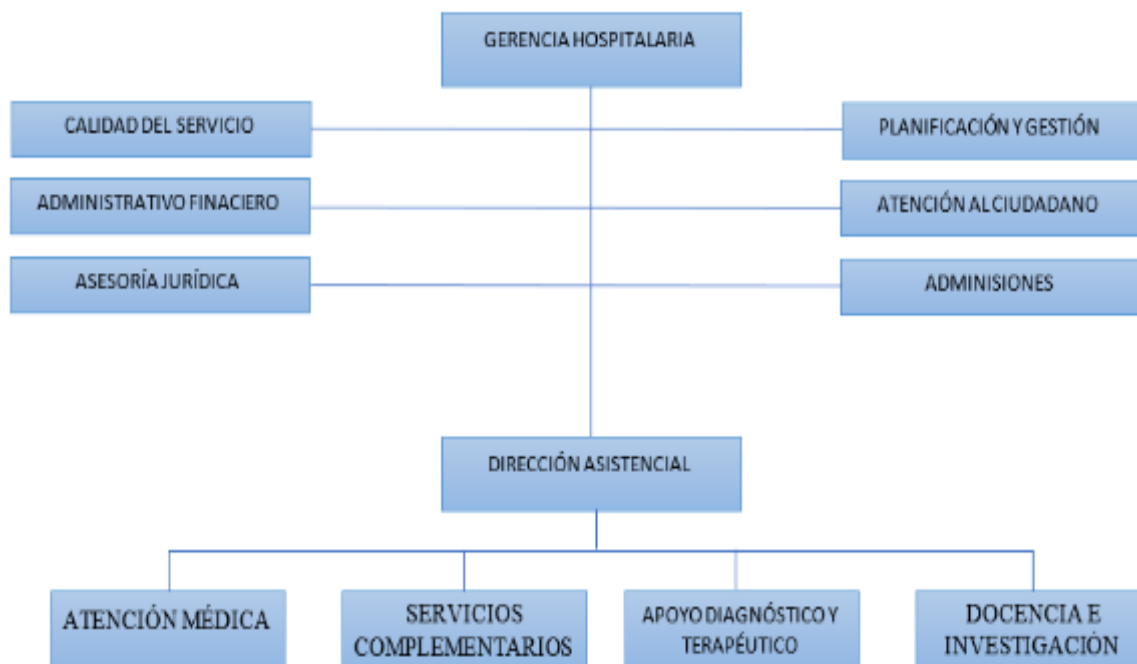 GERENCIA HOSPITALARIA
CALIDAD DEL SERVICIO
PLANIFICACIÓN Y GESTIÓN
ADMINISTRATIVO FINACIERO
ATENCIÓN AL CIUDADANO
ASESORÍA JURÍDICA
ADMINISIONES
DIRECCIÓN ASISTENCIAL
ATENCIÓN MÉDICA
SERVICIOS
COMPLEMENTARIOS
APOYO DIAGNÓSTICO Y
TERAPÉUTICO
DOCENCIA E
INVESTIGACIÓN